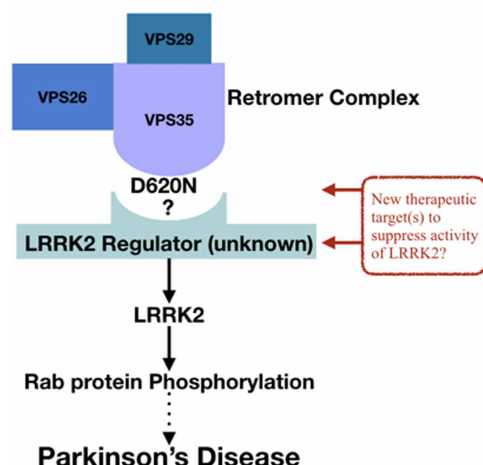 VPS29
VPS26
VPS35
Retromer Complex
D620N
?
LRRK2 Regulator (unknown)
New therapeutic
target(s) to
suppress activity
of LRRK2?
LRRK2
Rab protein Phosphorylation
Parkinson's Disease